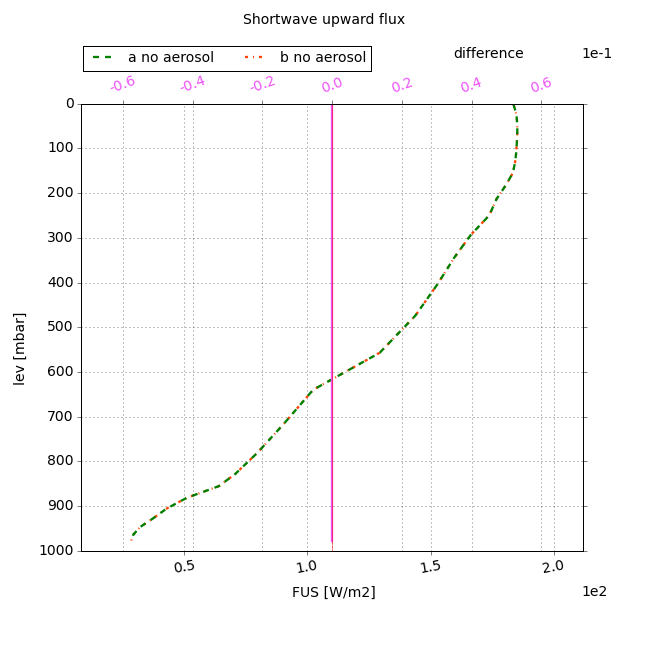 Shortwave upward flux
a no aerosol b no aerosol difference 1e-1
-0.6 -0.4 -0.2 0.0 0.2 0.4 0.6
0
100
200
300
400
500
600
700
800
900
1000
lev [mbar]
0.5 1.0 1.5 2.0
FUS [W/m2] 1e2